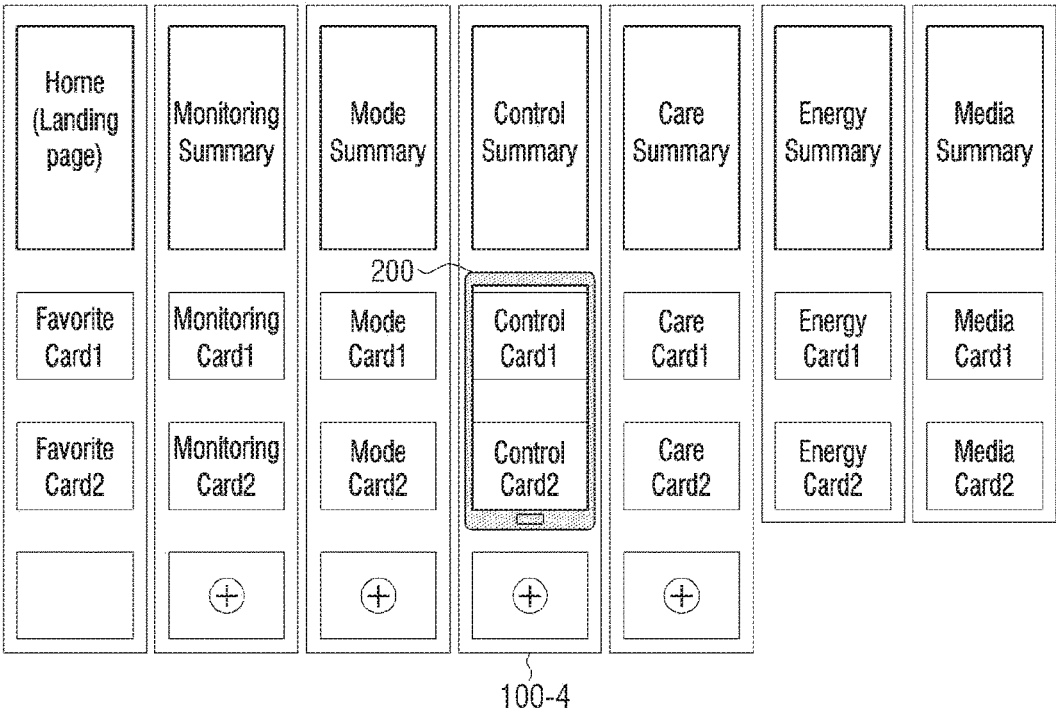 Home
(Landing
page)
Monitoring
Summary
Mode
Summary
Control
Summary
Care
Summary
Energy
Summary
Media
Summary
200
Favorite
Card1
Monitoring
Card1
Mode
Card1
Control
Card1
Care
Card1
Energy
Card1
Media
Card1
Favorite
Card2
Monitoring
Card2
Mode
Card2
Control
Card2
Care
Card2
Energy
Card2
Media
Card2
+
+
+
+
100-4